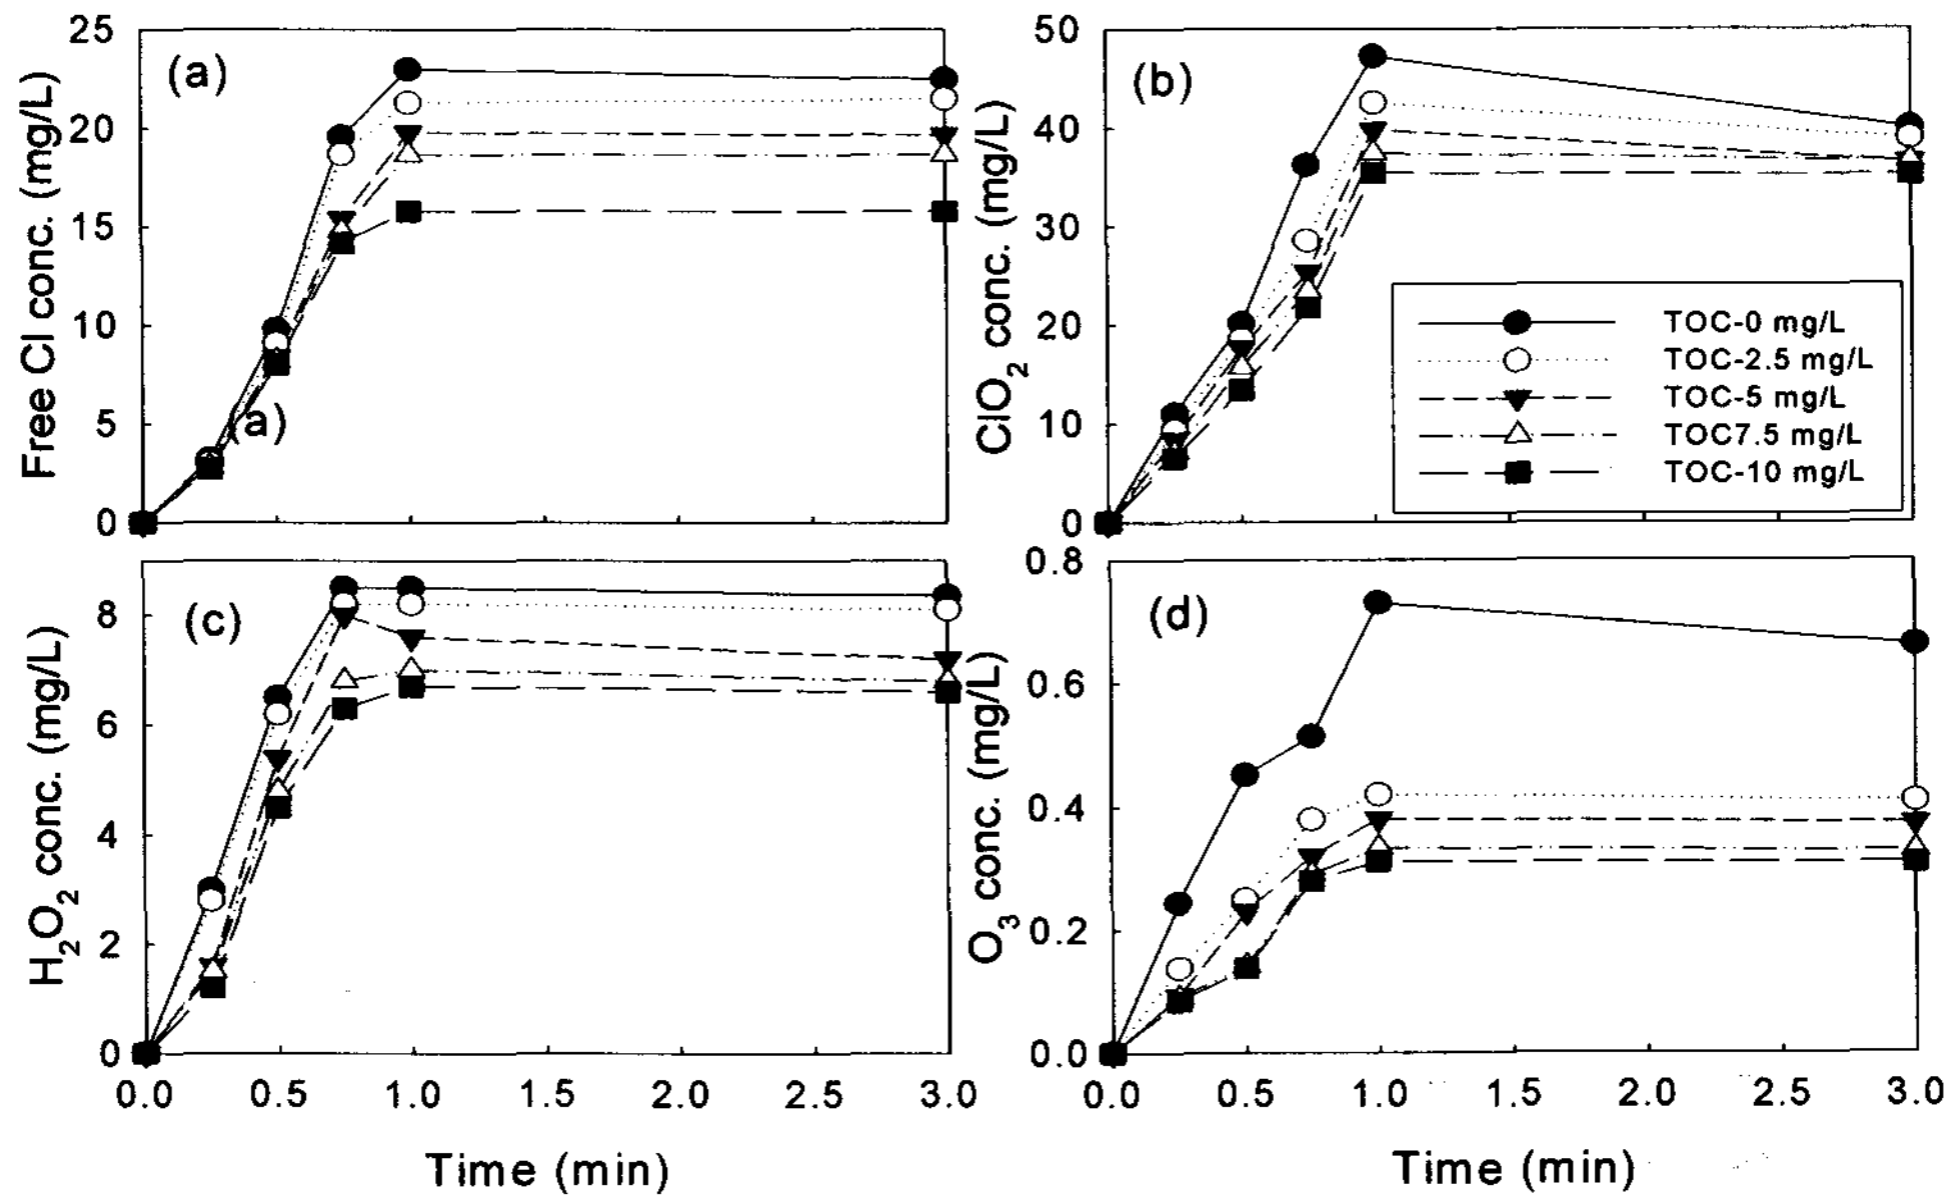 25
20
15
10
5
0
Free Cl conc. (mg/L)
(a)
(a)
50
40
30
20
10
0
ClO2 conc. (mg/L)
(b)
TOC-0 mg/L
TOC-2.5 mg/L
TOC-5 mg/L
TOC7.5 mg/L
TOC-10 mg/L
8
6
4
2
0
H2O2 conc. (mg/L)
(c)
0.0 0.5 1.0 1.5 2.0 2.5 3.0
Time (min)
0.8
0.6
0.4
0.2
0.0
O3 conc. (mg/L)
(d)
0.0 0.5 1.0 1.5 2.0 2.5 3.0
Time (min)